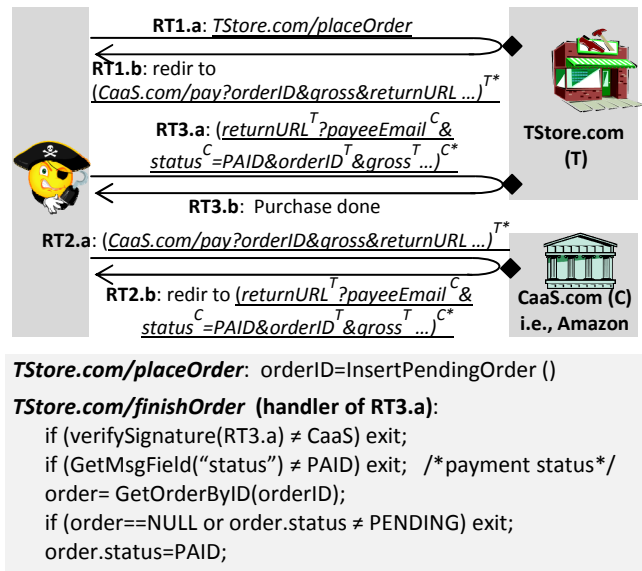 RT1.a: TStore.com/placeOrder
RT1.b: redir to
(CaaS.com/pay?orderID&gross&returnURL ...)T*
RT3.a: (returnURLT?payeeEmailC&
statusC=PAID&orderIDT&grossT...)C*
TStore.com
(T)
RT3.b: Purchase done
RT2.a: (CaaS.com/pay?orderID&gross&returnURL ...)T*
RT2.b: redir to (returnURLT?payeeEmailC&
statusC=PAID&orderIDT&grossT ...)C*
CaaS.com (C)
i.e., Amazon
TStore.com/placeOrder: orderID=InsertPendingOrder ()
TStore.com/finishOrder (handler of RT3.a):
if (verifySignature(RT3.a) ≠ CaaS) exit;
if (GetMsgField(“status”) ≠ PAID) exit; /*payment status*/
order= GetOrderByID(orderID);
if (order==NULL or order.status ≠ PENDING) exit;
order.status=PAID;